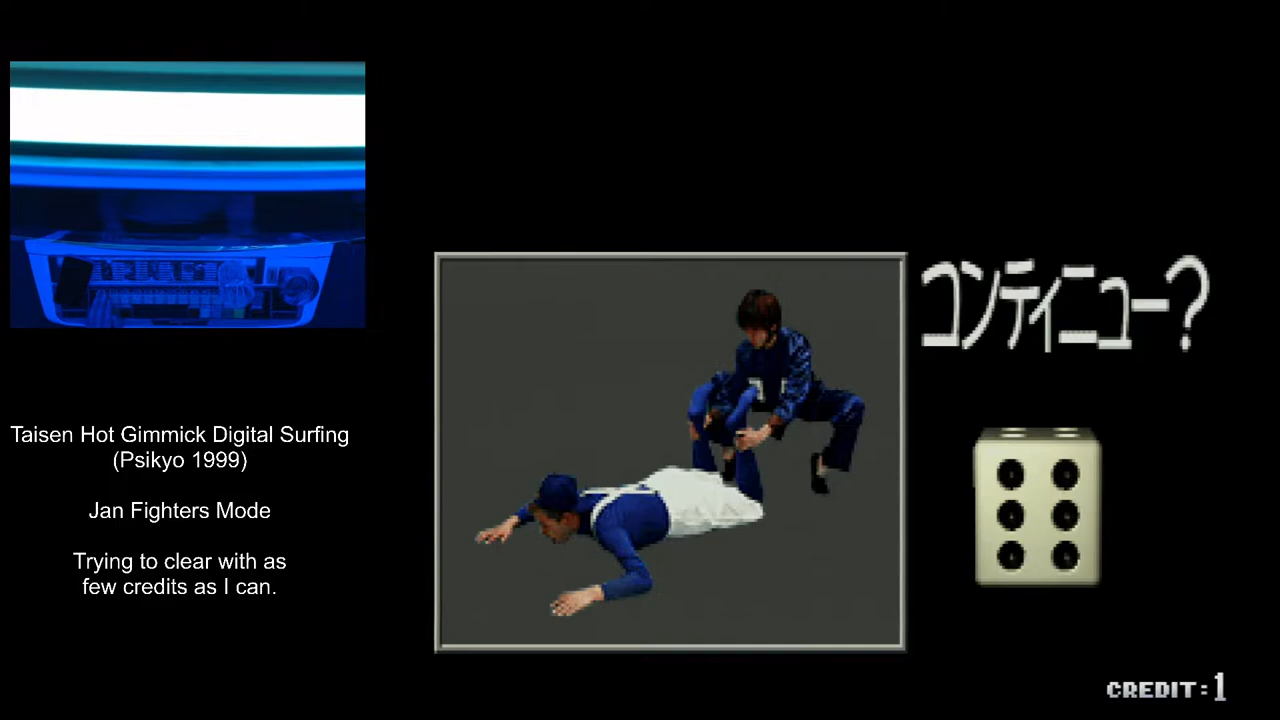 Taisen Hot Gimmick Digital Surfing
(Psikyo 1999)
Jan Fighters Mode
Trying to clear with as
few credits as I can.
コンティニュー?
CREDIT:1